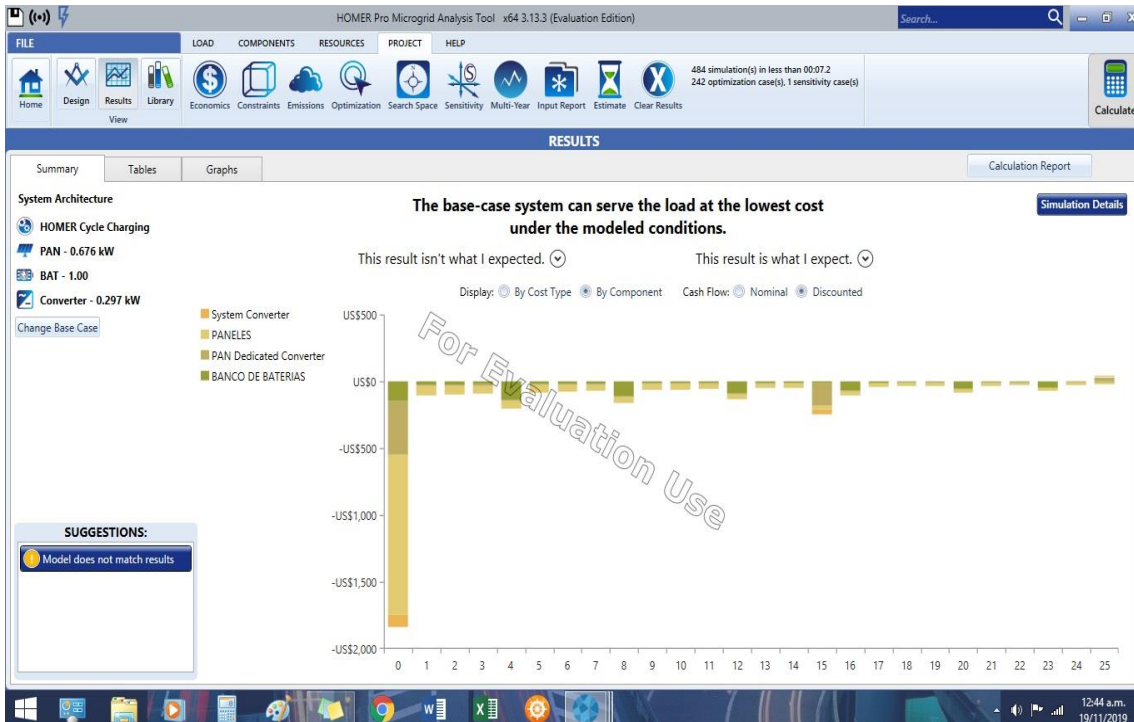 HOMER Pro Microgrid Analysis Tool x64 3.13.3 (Evaluation Edition)
Search...
FILE
LOAD COMPONENTS RESOURCES PROJECT HELP
Home
Design
Results
Library
View
Economics
Constraints
Emissions
Optimization
Search Space
Sensitivity
Multi-Year
Input Report
Estimate
Clear Results
484 simulation(s) in less than 00:07.2
242 optimization case(s), 1 sensitivity case(s)
Calculate
RESULTS
Summary
Tables
Graphs
Calculation Report
System Architecture
HOMER Cycle Charging
PAN - 0.676 kW
BAT - 1.00
Converter - 0.297 kW
Change Base Case
The base-case system can serve the load at the lowest cost
under the modeled conditions.
Simulation Details
This result isn't what I expected.
This result is what I expect.
Display: By Cost Type By Component Cash Flow: Nominal Discounted
System Converter
PANELES
PAN Dedicated Converter
BANCO DE BATERIAS
US$500
US$0
-US$500
-US$1,000
-US$1,500
-US$2,000
0 1 2 3 4 5 6 7 8 9 10 11 12 13 14 15 16 17 18 19 20 21 22 23 24 25
For Evaluation Use
SUGGESTIONS:
Model does not match results
12:44 a.m.
19/11/2019